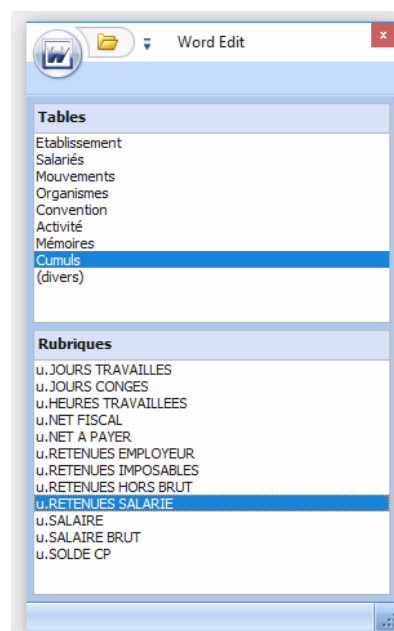 Word Edit
x
Tables
Etablissement
Salariés
Mouvements
Organismes
Convention
Activité
Mémoires
Cumuls
(divers)
Rubriques
u.JOURS TRAVAILLES
u.JOURS CONGES
u.HEURES TRAVAILLEES
u.NET FISCAL
u.NET A PAYER
u.RETENUES EMPLOYEUR
u.RETENUES IMPOSABLES
u.RETENUES HORS BRUT
u.RETENUES SALARIE
u.SALAIRE
u.SALAIRE BRUT
u.SOLDE CP